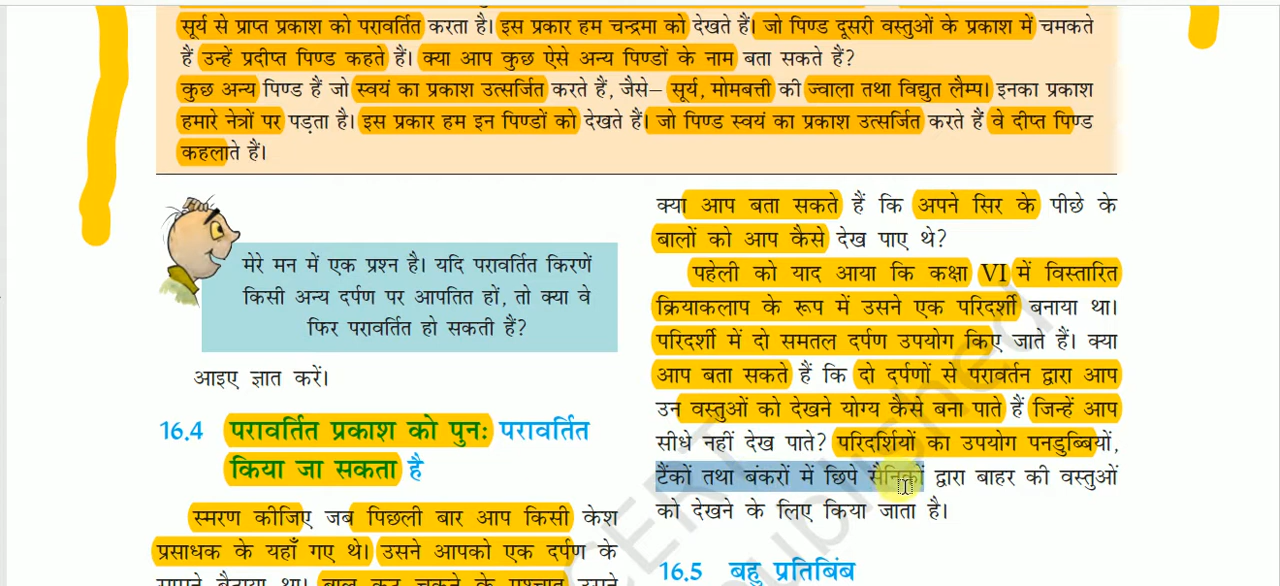 सूर्य से प्राप्त प्रकाश को परावर्तित करता है। इस प्रकार हम चन्द्रमा को देखते हैं। जो पिण्ड दूसरी वस्तुओं के प्रकाश में चमकते
हैं उन्हें प्रदीप्त पिण्ड कहते हैं। क्या आप कुछ ऐसे अन्य पिण्डों के नाम बता सकते हैं?
कुछ अन्य पिण्ड हैं जो स्वयं का प्रकाश उत्सर्जित करते हैं, जैसे– सूर्य, मोमबत्ती की ज्वाला तथा विद्युत लैम्प। इनका प्रकाश
हमारे नेत्रों पर पड़ता है। इस प्रकार हम इन पिण्डों को देखते हैं। जो पिण्ड स्वयं का प्रकाश उत्सर्जित करते हैं वे दीप्त पिण्ड
कहलाते हैं।
मेरे मन में एक प्रश्न है। यदि परावर्तित किरणें
किसी अन्य दर्पण पर आपतित हों, तो क्या वे
फिर परावर्तित हो सकती हैं?
आइए ज्ञात करें।
16.4 परावर्तित प्रकाश को पुनः परावर्तित
किया जा सकता है
स्मरण कीजिए जब पिछली बार आप किसी केश
प्रसाधक के यहाँ गए थे। उसने आपको एक दर्पण के
सामने बैठाया था। बाल कट चुकने के पश्चात उसने
क्या आप बता सकते हैं कि अपने सिर के पीछे के
बालों को आप कैसे देख पाए थे?
पहेली को याद आया कि कक्षा VI में विस्तारित
क्रियाकलाप के रूप में उसने एक परिदर्शी बनाया था।
परिदर्शी में दो समतल दर्पण उपयोग किए जाते हैं। क्या
आप बता सकते हैं कि दो दर्पणों से परावर्तन द्वारा आप
उन वस्तुओं को देखने योग्य कैसे बना पाते हैं जिन्हें आप
सीधे नहीं देख पाते? परिदर्शियों का उपयोग पनडुब्बियों,
टैंकों तथा बंकरों में छिपे सैनिकों द्वारा बाहर की वस्तुओं
को देखने के लिए किया जाता है।
16.5 बहु प्रतिबिंब